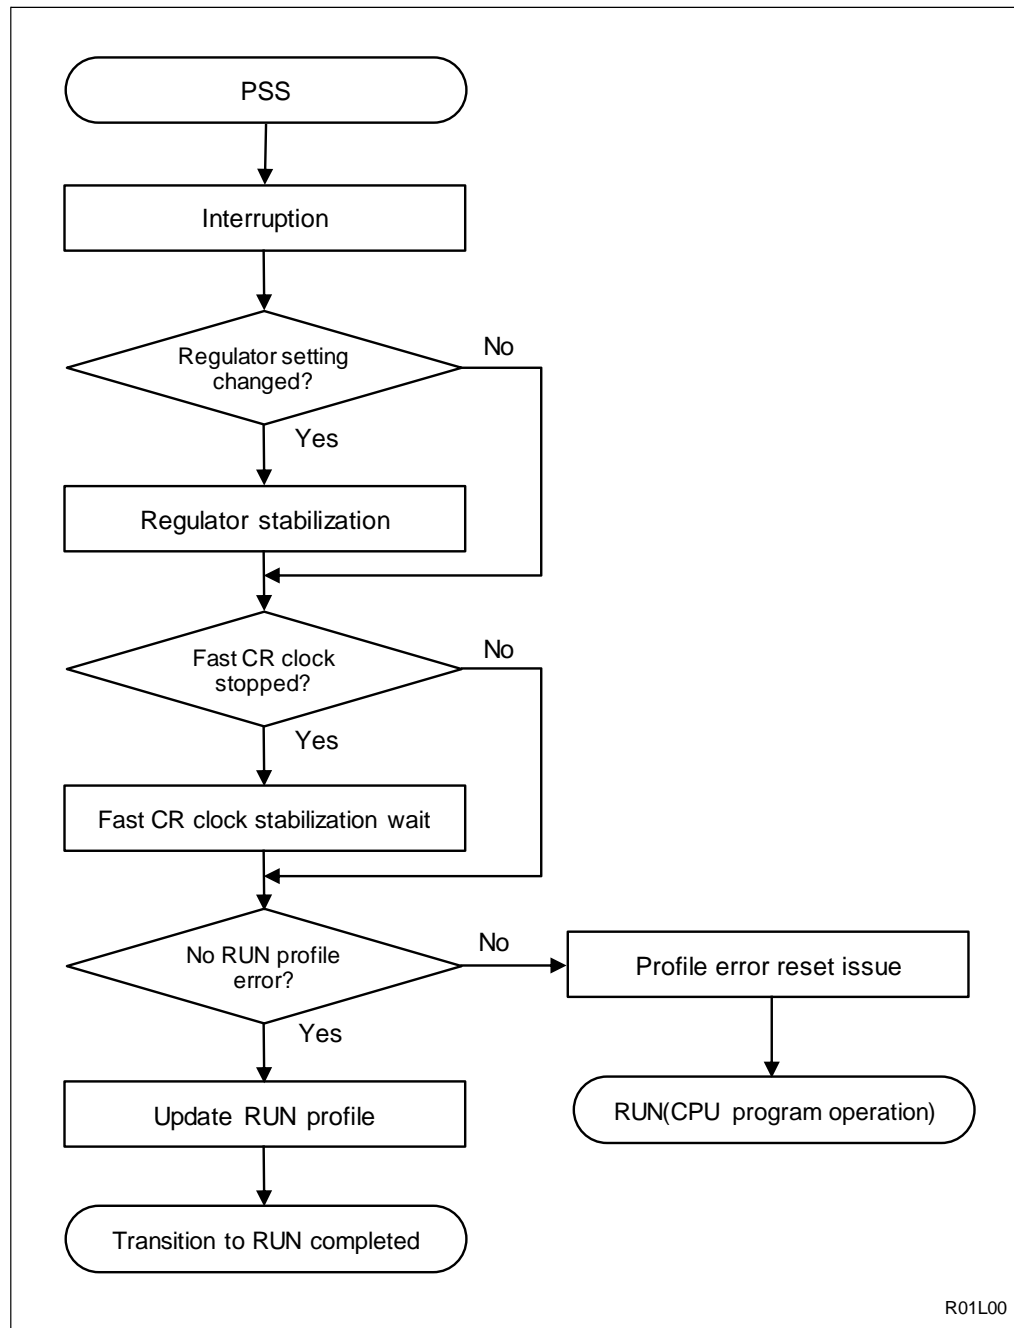 PSS
Interruption
Regulator setting
changed?
No
Yes
Regulator stabilization
Fast CR clock
stopped?
No
Yes
Fast CR clock stabilization wait
No RUN profile
error?
No
Profile error reset issue
Yes
Update RUN profile
RUN(CPU program operation)
Transition to RUN completed
R01L00